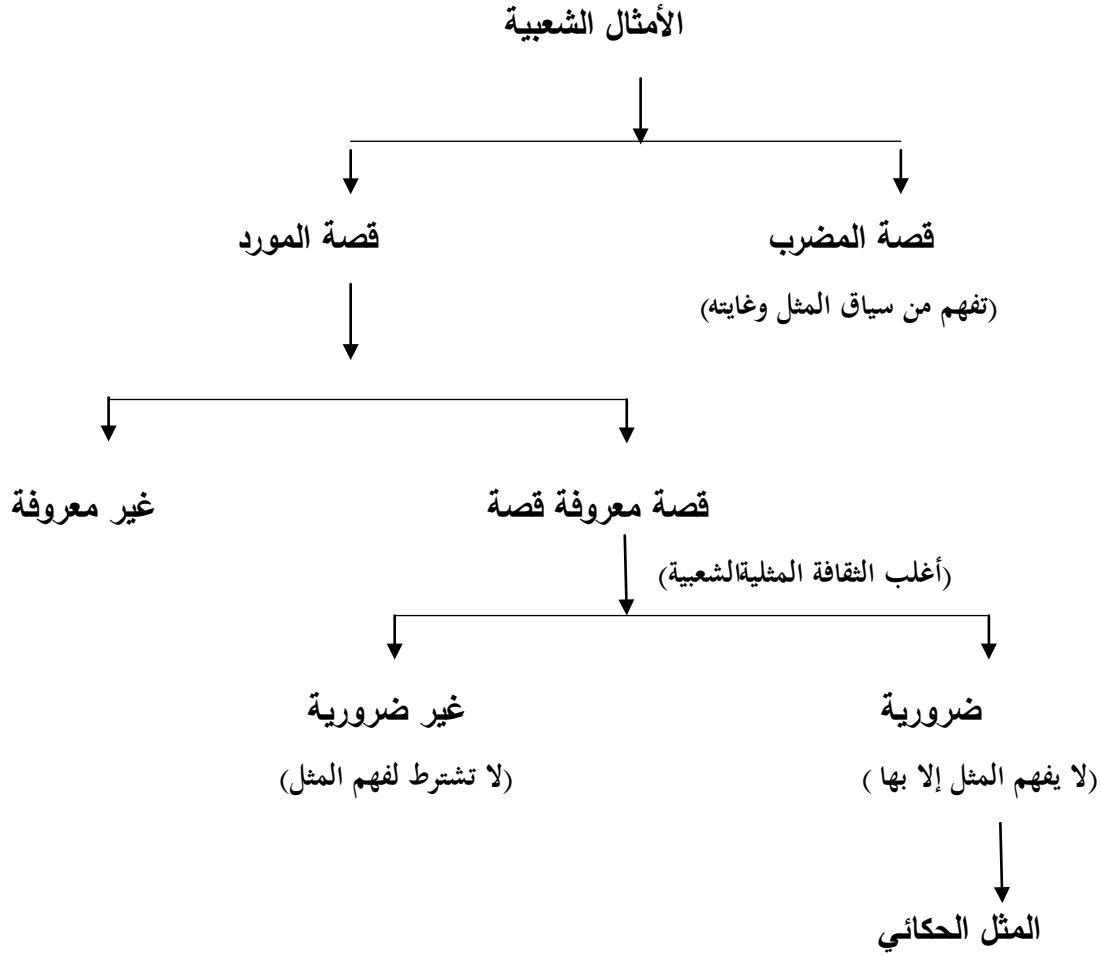 الأمثال الشعبية
قصة المضرب
قصة المورد
(تفهم من سياق المثل وغايته)
قصة معروفة قصة
غير معروفة
(أغلب الثقافة المثليةالشعبية)
ضرورية
غير ضرورية
(لا يفهم المثل إلا بها )
(لا تشترط لفهم المثل)
المثل الحكائي